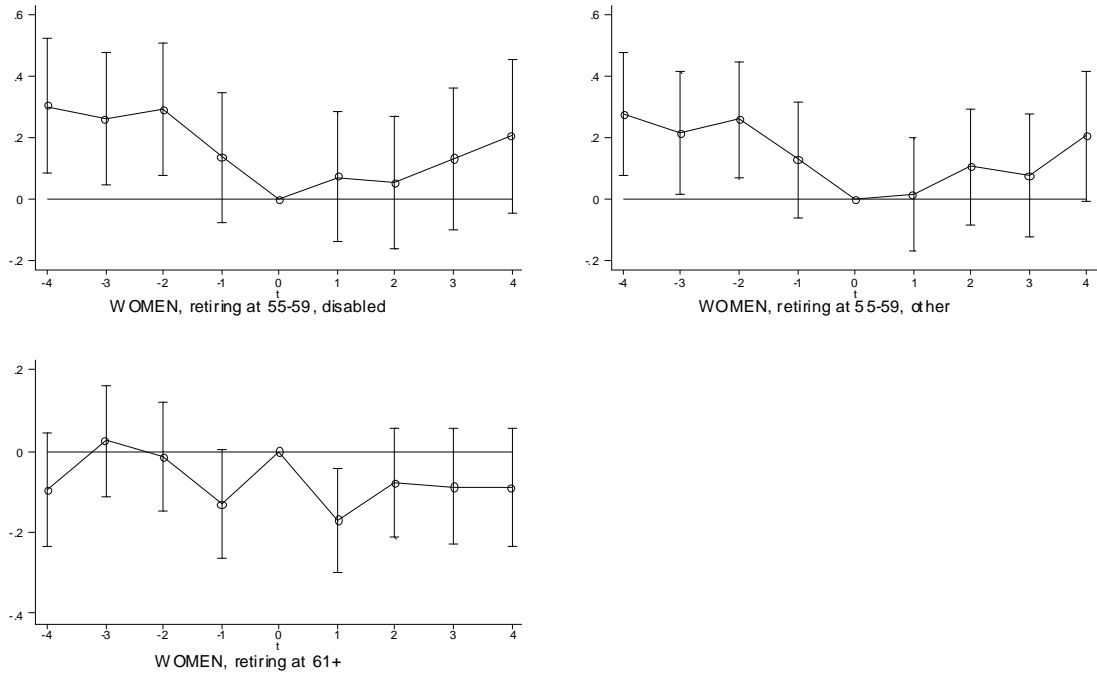 .6
.4
.2
0
-.2
-4 -3 -2 -1 0 1 2 3 4
t
WOMEN, retiring at 55-59, disabled
.6
.4
.2
0
-.2
-4 -3 -2 -1 0 1 2 3 4
t
WOMEN, retiring at 55-59, other
.2
0
-.2
-.4
-4 -3 -2 -1 0 1 2 3 4
t
WOMEN, retiring at 61+